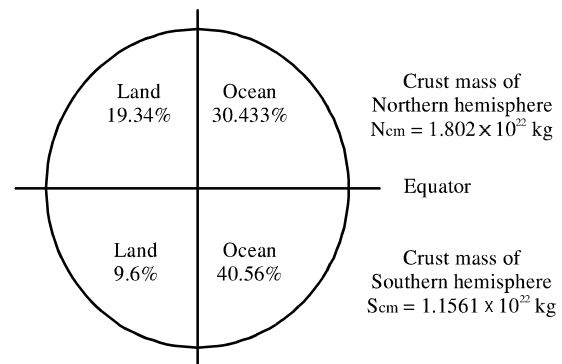 Land
19.34%
Ocean
30.433%
Crust mass of
Northern hemisphere
Ncm = 1.802 × 10²² kg
Equator
Land
9.6%
Ocean
40.56%
Crust mass of
Southern hemisphere
Scm = 1.1561 x 10²² kg